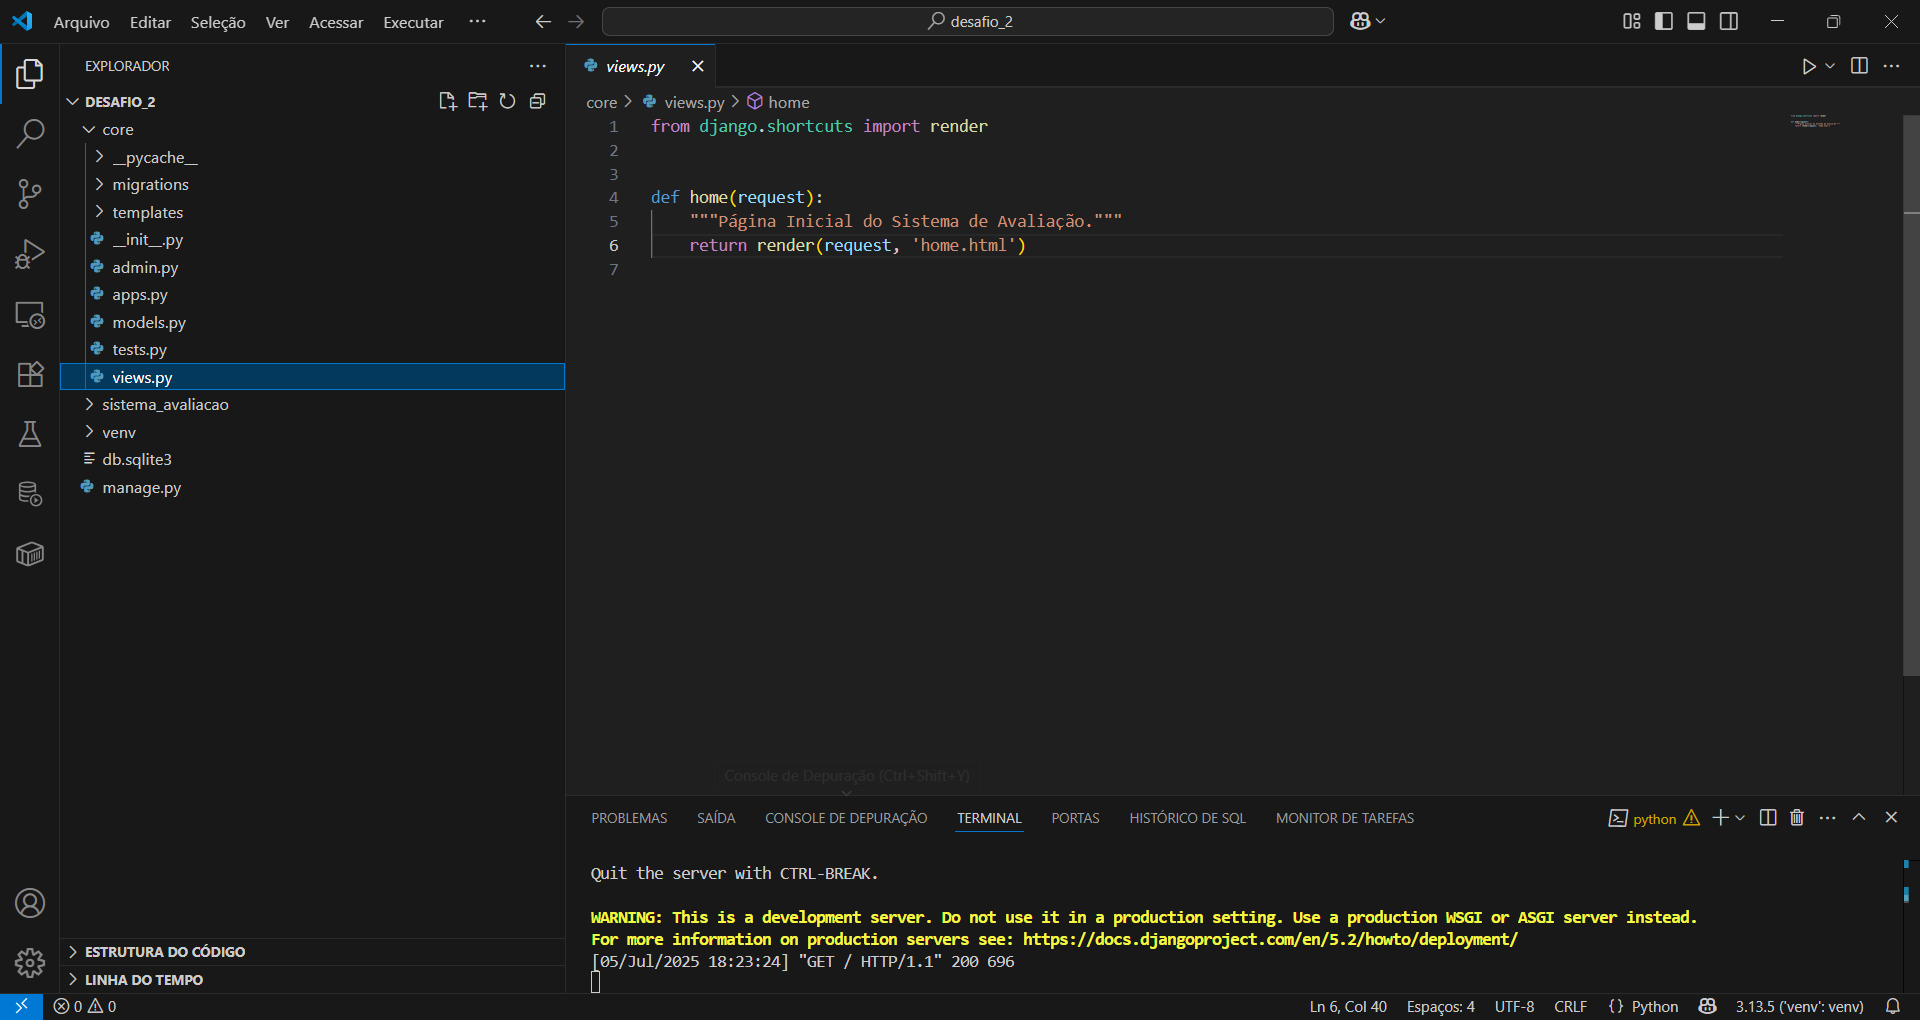 Arquivo Editar Seleção Ver Acessar Executar ··· desafio_2
EXPLORADOR ···
DESAFIO_2
core
__pycache__
migrations
templates
__init__.py
admin.py
apps.py
models.py
tests.py
views.py
sistema_avaliacao
venv
db.sqlite3
manage.py
ESTRUTURA DO CÓDIGO
LINHA DO TEMPO
views.py
core > views.py > home
1 from django.shortcuts import render
2
3
4 def home(request):
5 """Página Inicial do Sistema de Avaliação."""
6 return render(request, 'home.html')
7
Console de Depuração (Ctrl+Shift+Y)
PROBLEMAS SAÍDA CONSOLE DE DEPURAÇÃO TERMINAL PORTAS HISTÓRICO DE SQL MONITOR DE TAREFAS python
Quit the server with CTRL-BREAK.
WARNING: This is a development server. Do not use it in a production setting. Use a production WSGI or ASGI server instead.
For more information on production servers see: https://docs.djangoproject.com/en/5.2/howto/deployment/
[05/Jul/2025 18:23:24] "GET / HTTP/1.1" 200 696
0 0 Ln 6, Col 40 Espaços: 4 UTF-8 CRLF {} Python 3.13.5 ('venv': venv)